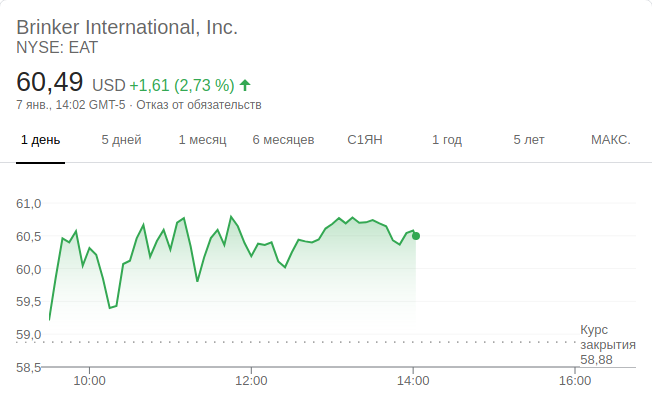 Brinker International, Inc.
NYSE: EAT
60,49 USD +1,61 (2,73 %)
7 янв., 14:02 GMT-5 · Отказ от обязательств
1 день 5 дней 1 месяц 6 месяцев С1ЯН 1 год 5 лет МАКС.
61,0
60,5
60,0
59,5
59,0
Курс
закрытия
58,88
58,5
10:00 12:00 14:00 16:00